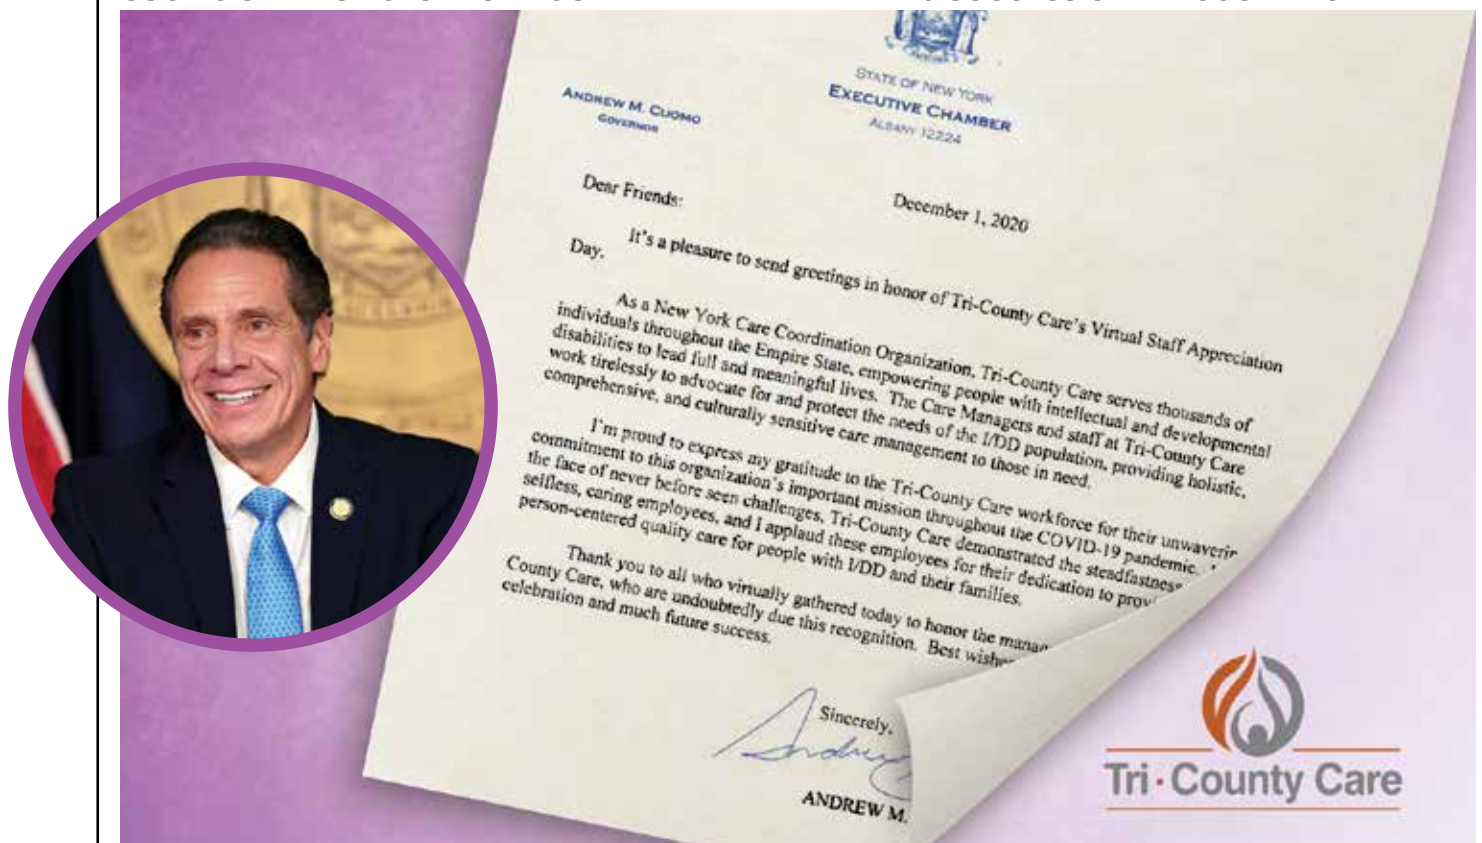 STATE OF NEW YORK
EXECUTIVE CHAMBER
ALBANY 12224
ANDREW M. CUOMO
GOVERNOR
December 1, 2020
Dear Friends:
It's a pleasure to send greetings in honor of Tri-County Care's Virtual Staff Appreciation
Day.
As a New York Care Coordination Organization, Tri-County Care serves thousands of
individuals throughout the Empire State, empowering people with intellectual and developmental
disabilities to lead full and meaningful lives. The Care Managers and staff at Tri-County Care
work tirelessly to advocate for and protect the needs of the I/DD population, providing holistic,
comprehensive, and culturally sensitive care management to those in need.
I'm proud to express my gratitude to the Tri-County Care workforce for their
commitment to this organization's important mission throughout the COVID-19 pandemic.
the face of never before seen challenges, Tri-County Care demonstrated the steadfastness
selfless, caring employees, and I applaud these employees for their dedication to
person-centered quality care for people with I/DD and their families.
Thank you to all who virtually gathered today to honor the
County Care, who are undoubtedly due this recognition. Best
celebration and much future success.
Sincerely,
ANDREW M.
Tri·County Care